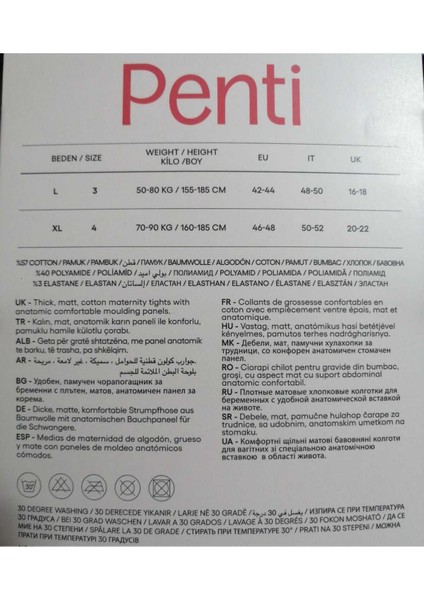 Penti
BEDEN / SIZE WEIGHT / HEIGHT KİLO /BOY EU IT UK
L 3 50-80 KG / 155-185 CM 42-44 48-50 16-18
XL 4 70-90 KG / 160-185 CM 46-48 50-52 20-22
%57 COTTON / PAMUK / PAMBUK / قطن / ПАМУК / BAUMWOLLE / ALGODÓN / COTON / PAMUT / BUMBAC / ХЛОПОК / БАВОВНА
%40 POLYAMIDE / POLİAMİD / بولي أميد / ПОЛИАМИД / POLYAMID / POLIAMIDA / POLIAMIDĂ / ПОЛІАМІД
%3 ELASTANE / ELASTAN / إلستان / ЕЛАСТАН / ELASTHAN / ELASTANO / ÉLASTANE / ELASZTÁN / ЭЛАСТАН
UK - Thick, matt, cotton maternity tights with
anatomic comfortable moulding panels.
TR - Kalın, mat, anatomik karın paneli ile konforlu,
pamuklu hamile külotlu çorabı.
ALB - Geta për gratë shtatzëna, me panel anatomik
te barku, të trasha, pa shkëlqim.
AR - جوارب كولون قطنية للحوامل ، سميكة ، غير لامعة ، مريحة
بلوحة البطن الملائمة للجسم
BG - Удобен, памучен чорапогащник за
бременни с плътен, матов, анатомичен панел за
корема.
DE - Dicke, matte, komfortable Strumpfhose aus
Baumwolle mit anatomischen Bauchpaneel für
die Schwangere.
ESP - Medias de maternidad de algodón, grueso
y mate con paneles de moldeo anatómicos
cómodos.
FR - Collants de grossesse confortables en
coton avec empiècement ventre épais, mat et
anatomique.
HU - Vastag, matt, anatómikus hasi betétjével
kényelmes, pamutos terhes nadrágharisnya.
MK - Дебели, мат, памучни хулахопки за
трудници, со конфорен анатомичен стомачен
панел.
RO - Ciorapi chilot pentru gravide din bumbac,
groși, cu aspect mat cu suport abdominal
anatomic confortabil.
RU - Плотные матовые хлопковые колготки для
беременных с удобной анатомической вставкой
на животе.
SR - Debele, mat, pamučne hulahop čarape za
trudnice, sa udobnim, anatomskim umetkom na
stomaku.
UA - Комфортні щільні матові бавовняні колготи
для вагітних зі спеціальною анатомічною
вставкою в області живота.
30
30 DEGREE WASHING / 30 DERECEDE YIKANIR / LARJE NË 30 GRADË / يغسل في 30 درجة / ИЗПИРА СЕ ПРИ ТЕМПЕРАТУРА
30 ГРАДУСА / BEI 30 GRAD WASCHEN / LAVAR A 30 GRADOS / LAVAGE À 30 DEGRÉS / 30 FOKON MOSHATÓ / ДА СЕ
МИЕ НА 30 СТЕПЕНИ / SPĂLARE LA 30 DE GRADE / СТИРАТЬ ПРИ ТЕМПЕРАТУРЕ 30° / PRATI NA 30 STEPENI / МОЖНА
ПРАТИ ПРИ ТЕМПЕРАТУРІ 30 ГРАДУСІВ.